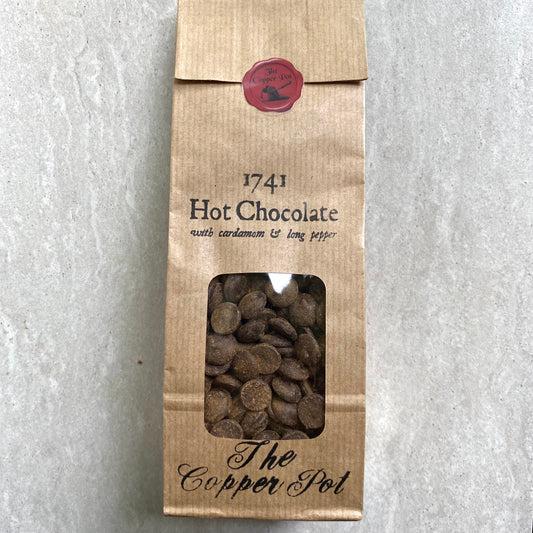 The
Copper Pot
1741
Hot Chocolate
with cardamom & long pepper
The
Copper Pot